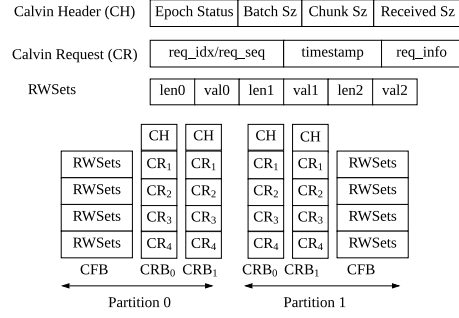 Calvin Header (CH) Epoch Status Batch Sz Chunk Sz Received Sz
Calvin Request (CR) req_idx/req_seq timestamp req_info
RWSets len0 val0 len1 val1 len2 val2
CH CH CH CH
RWSets CR1 CR1 CR1 CR1 RWSets
RWSets CR2 CR2 CR2 CR2 RWSets
RWSets CR3 CR3 CR3 CR3 RWSets
RWSets CR4 CR4 CR4 CR4 RWSets
CFB CRB0 CRB1 CRB0 CRB1 CFB
Partition 0 Partition 1